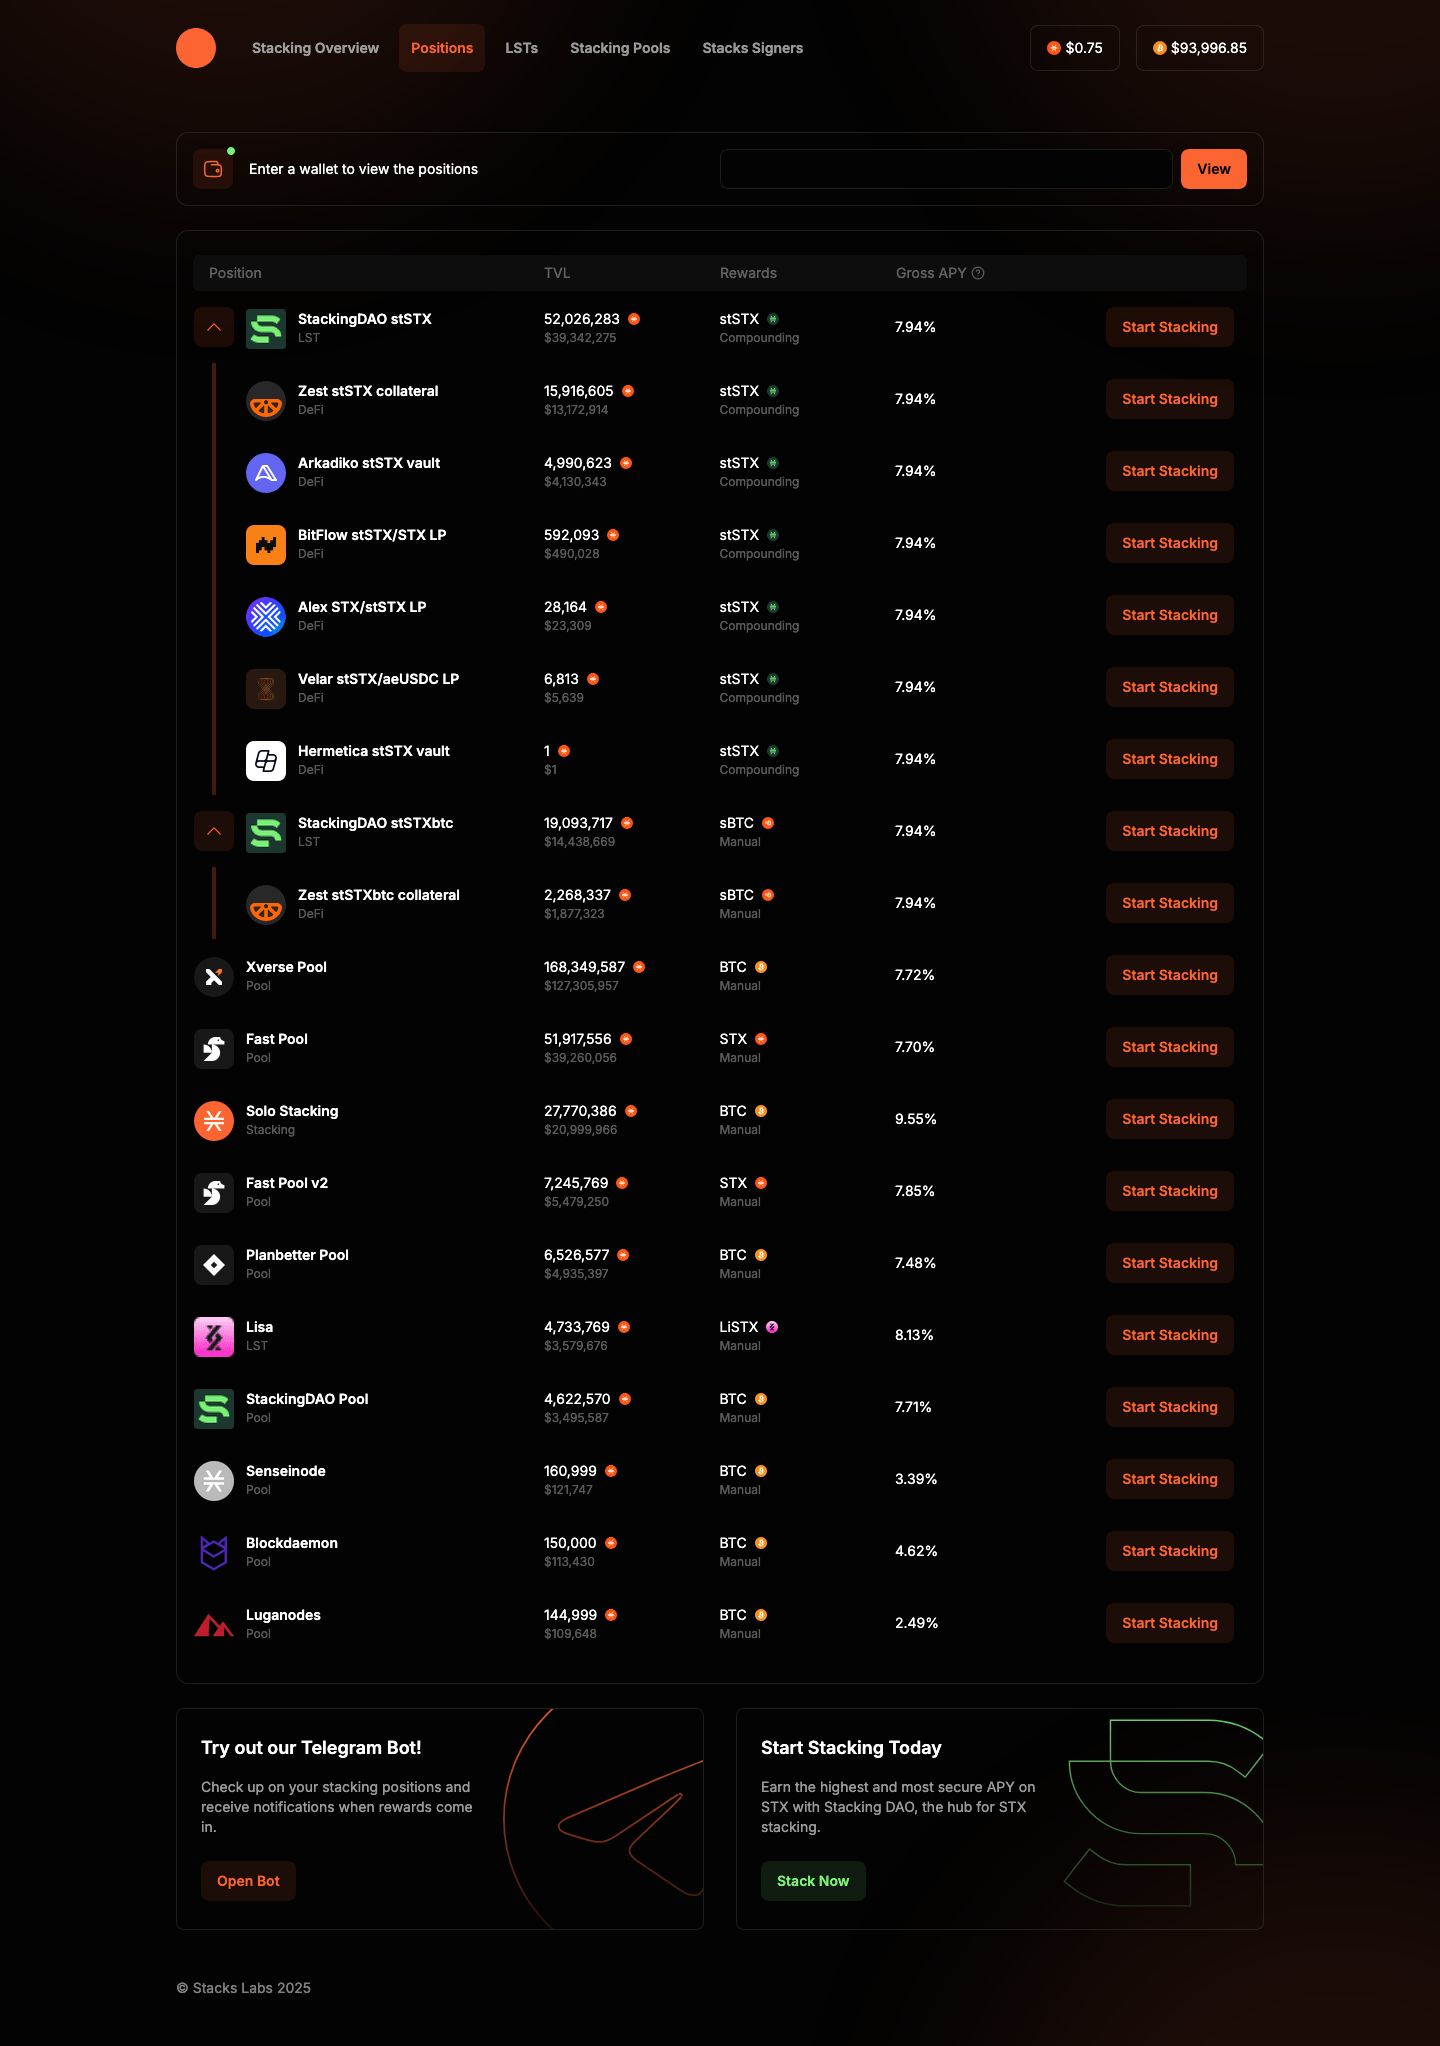 Stacking Overview
Positions
LSTs
Stacking Pools
Stacks Signers
$0.75
$93,996.85
Enter a wallet to view the positions
View
Position
TVL
Rewards
Gross APY
StackingDAO stSTX
LST
52,026,283
$39,342,275
stSTX
Compounding
7.94%
Start Stacking
Zest stSTX collateral
DeFi
15,916,605
$13,172,914
stSTX
Compounding
7.94%
Start Stacking
Arkadiko stSTX vault
DeFi
4,990,623
$4,130,343
stSTX
Compounding
7.94%
Start Stacking
BitFlow stSTX/STX LP
DeFi
592,093
$490,028
stSTX
Compounding
7.94%
Start Stacking
Alex STX/stSTX LP
DeFi
28,164
$23,309
stSTX
Compounding
7.94%
Start Stacking
Velar stSTX/aeUSDC LP
DeFi
6,813
$5,639
stSTX
Compounding
7.94%
Start Stacking
Hermetica stSTX vault
DeFi
1
$1
stSTX
Compounding
7.94%
Start Stacking
StackingDAO stSTXbtc
LST
19,093,717
$14,438,669
sBTC
Manual
7.94%
Start Stacking
Zest stSTXbtc collateral
DeFi
2,268,337
$1,877,323
sBTC
Manual
7.94%
Start Stacking
Xverse Pool
Pool
168,349,587
$127,305,957
BTC
Manual
7.72%
Start Stacking
Fast Pool
Pool
51,917,556
$39,260,056
STX
Manual
7.70%
Start Stacking
Solo Stacking
Stacking
27,770,386
$20,999,966
BTC
Manual
9.55%
Start Stacking
Fast Pool v2
Pool
7,245,769
$5,479,250
STX
Manual
7.85%
Start Stacking
Planbetter Pool
Pool
6,526,577
$4,935,397
BTC
Manual
7.48%
Start Stacking
Lisa
LST
4,733,769
$3,579,676
LiSTX
Manual
8.13%
Start Stacking
StackingDAO Pool
Pool
4,622,570
$3,495,587
BTC
Manual
7.71%
Start Stacking
Senseinode
Pool
160,999
$121,747
BTC
Manual
3.39%
Start Stacking
Blockdaemon
Pool
150,000
$113,430
BTC
Manual
4.62%
Start Stacking
Luganodes
Pool
144,999
$109,648
BTC
Manual
2.49%
Start Stacking
Try out our Telegram Bot!
Check up on your stacking positions and
receive notifications when rewards come
in.
Open Bot
Start Stacking Today
Earn the highest and most secure APY on
STX with Stacking DAO, the hub for STX
stacking.
Stack Now
© Stacks Labs 2025